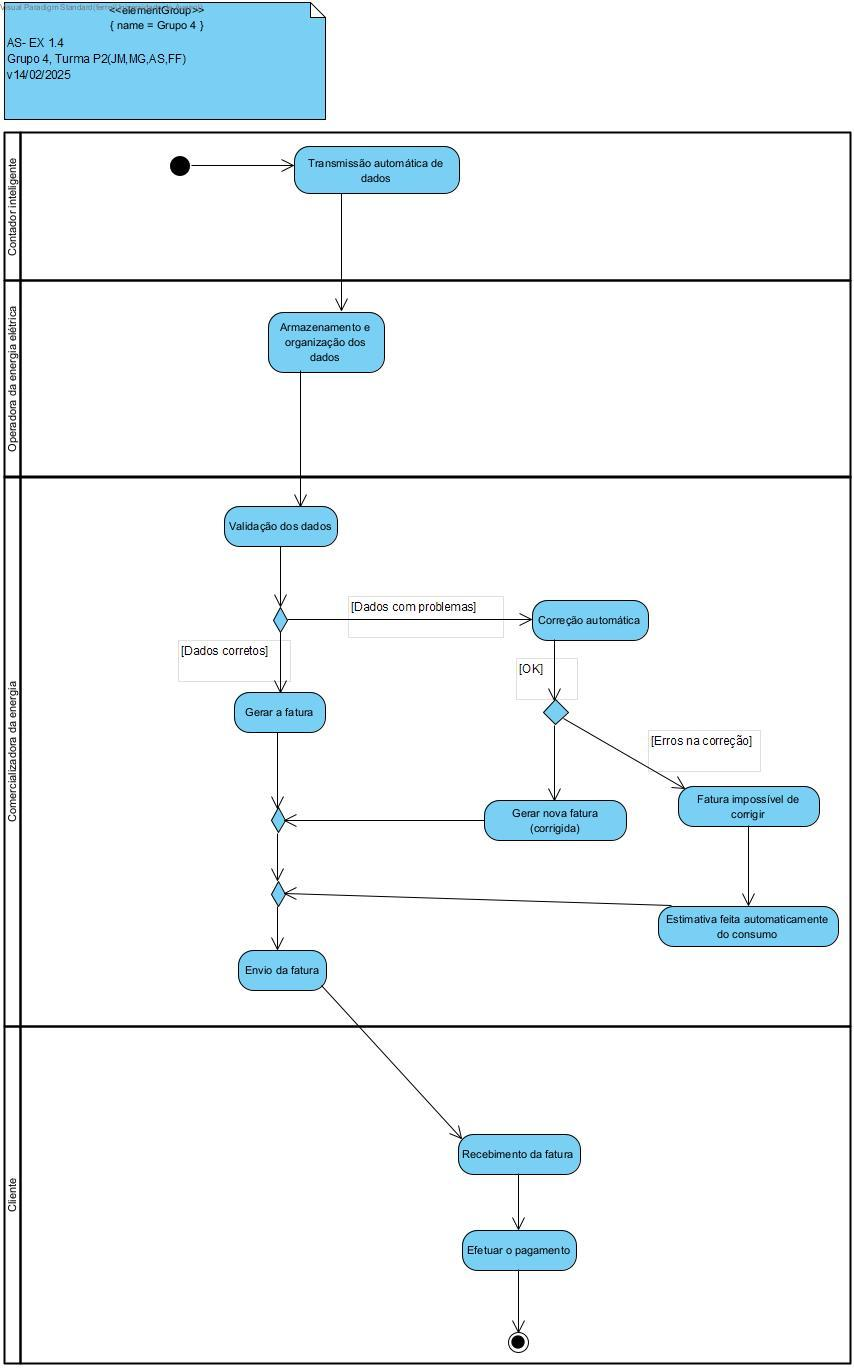 Visual Paradigm Standard
<<elementGroup>>
{ name = Grupo 4 }
AS- EX 1.4
Grupo 4, Turma P2(JM,MG,AS,FF)
v14/02/2025
Contador inteligente
Transmissão automática de
dados
Operadora da energia elétrica
Armazenamento e
organização dos
dados
Comercializadora da energia
Validação dos dados
[Dados com problemas]
Correção automática
[Dados corretos]
[OK]
Gerar a fatura
[Erros na correção]
Fatura impossível de
corrigir
Gerar nova fatura
(corrigida)
Estimativa feita automaticamente
do consumo
Envio da fatura
Cliente
Recebimento da fatura
Efetuar o pagamento